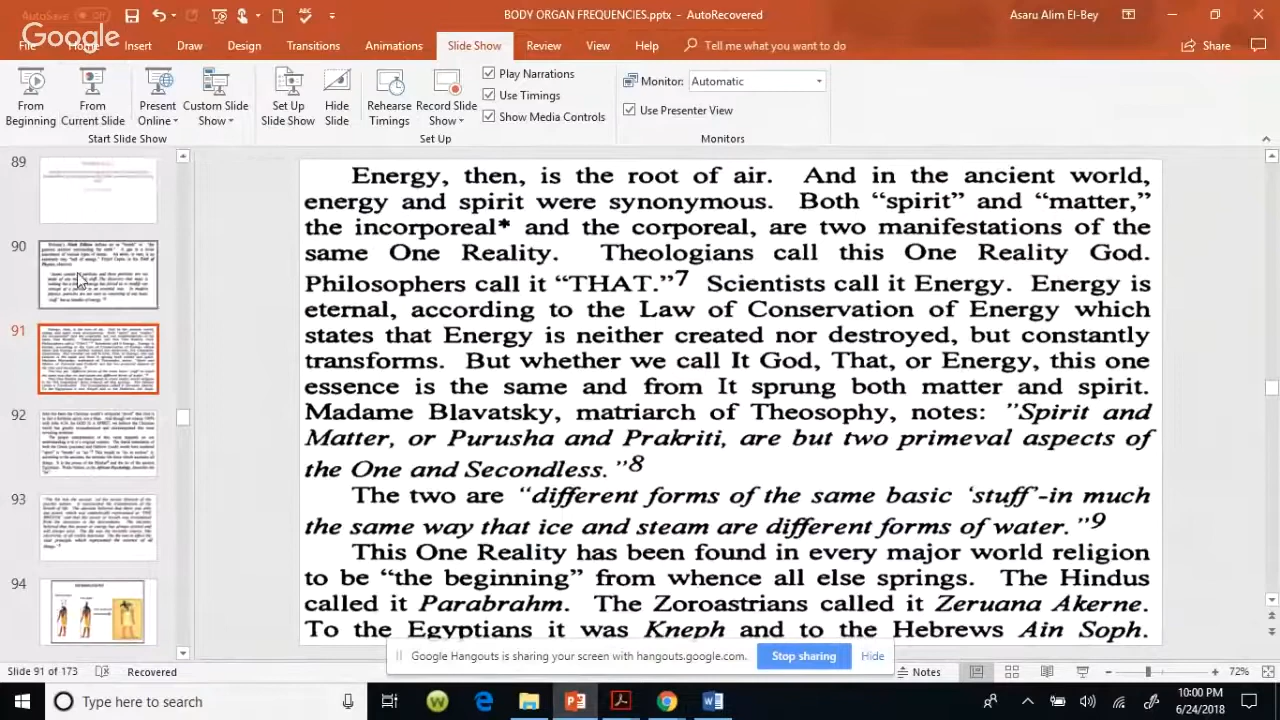 AutoSave Off
BODY ORGAN FREQUENCIES.pptx - AutoRecovered
Asaru Alim El-Bey
Google
File Home Insert Draw Design Transitions Animations Slide Show Review View Help Tell me what you want to do Share
From Beginning
From Current Slide
Present Online
Custom Slide Show
Start Slide Show
Set Up Slide Show
Hide Slide
Rehearse Timings
Record Slide Show
Play Narrations
Use Timings
Show Media Controls
Set Up
Monitor: Automatic
Use Presenter View
Monitors
89
90
91
92
93
94
Energy, then, is the root of air. And in the ancient world,
energy and spirit were synonymous. Both “spirit” and “matter,”
the incorporeal* and the corporeal, are two manifestations of the
same One Reality. Theologians call this One Reality God.
Philosophers call it “THAT.”7 Scientists call it Energy. Energy is
eternal, according to the Law of Conservation of Energy which
states that Energy is neither created nor destroyed, but constantly
transforms. But whether we call It God, That, or Energy, this one
esssence is the same and from It sprung both matter and spirit.
Madame Blavatsky, matriarch of Theosophy, notes: "Spirit and
Matter, or Purusha and Prakriti, are but two primeval aspects of
the One and Secondless. ”8
The two are “different forms of the same basic ‘stuff’-in much
the same way that ice and steam are different forms of water. ”9
This One Reality has been found in every major world religion
to be “the beginning” from whence all else springs. The Hindus
called it Parabrahm. The Zoroastrians called it Zeruana Akerne.
To the Egyptians it was Kneph and to the Hebrews Ain Soph.
Google Hangouts is sharing your screen with hangouts.google.com.
Stop sharing
Hide
Slide 91 of 173
Recovered
Notes
72%
Type here to search
10:00 PM
6/24/2018